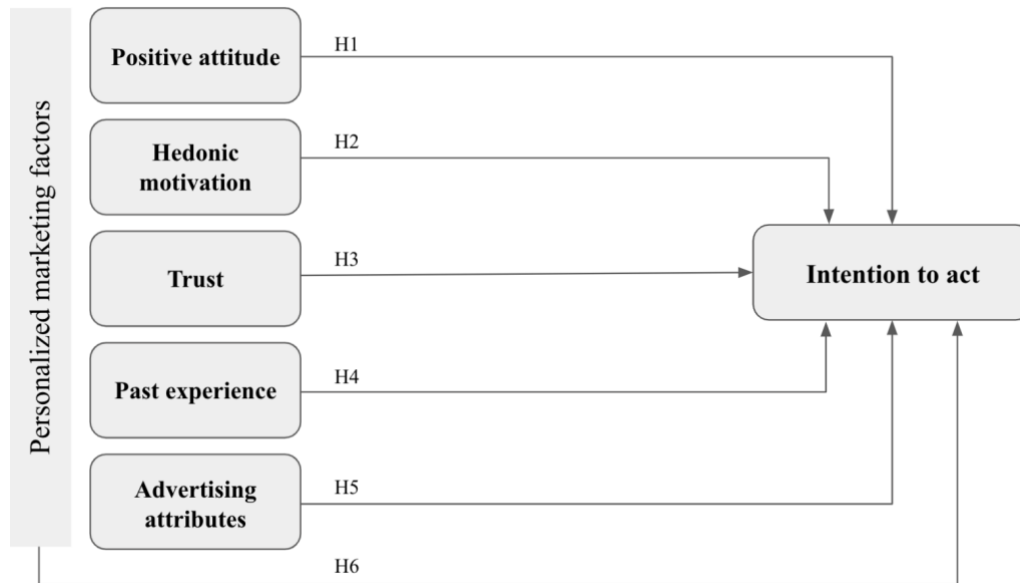 Personalized marketing factors
Positive attitude
H1
Hedonic
motivation
H2
Trust
H3
Intention to act
Past experience
H4
Advertising
attributes
H5
H6